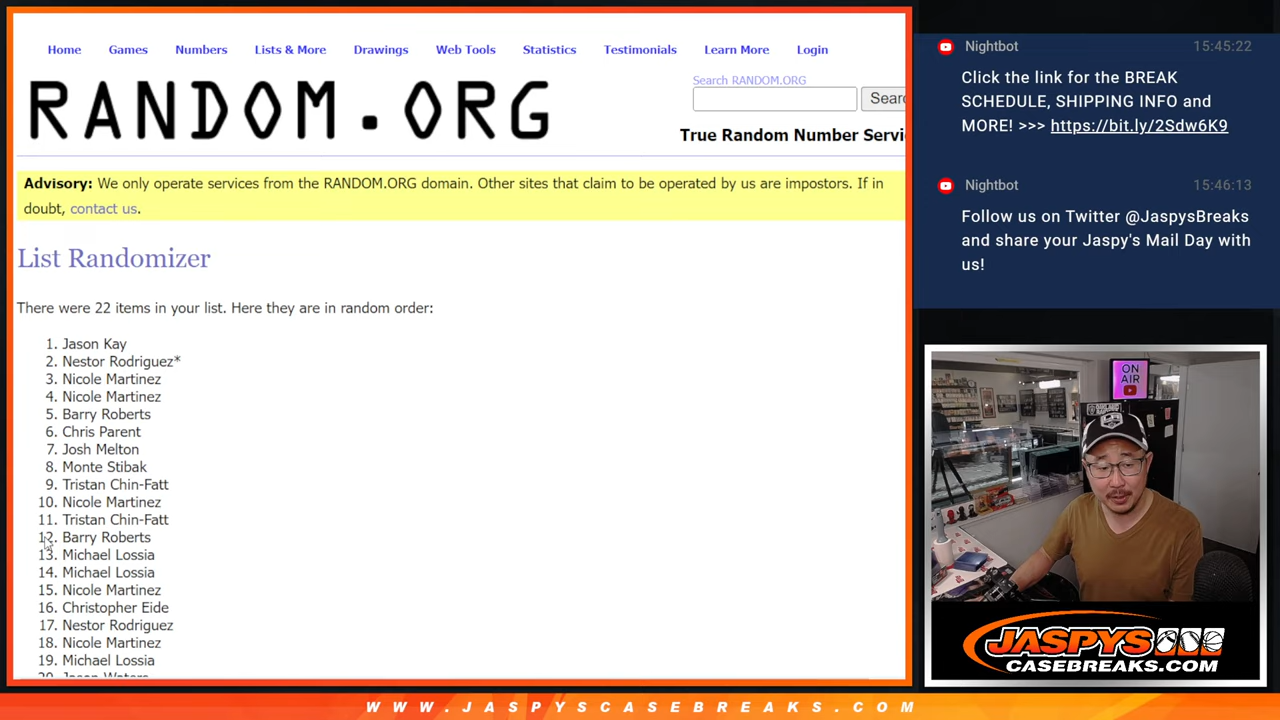 Home Games Numbers Lists & More Drawings Web Tools Statistics Testimonials Learn More Login
RANDOM.ORG
Search RANDOM.ORG
True Random Number Servi
Advisory: We only operate services from the RANDOM.ORG domain. Other sites that claim to be operated by us are impostors. If in
doubt, contact us.
List Randomizer
There were 22 items in your list. Here they are in random order:
1. Jason Kay
2. Nestor Rodriguez*
3. Nicole Martinez
4. Nicole Martinez
5. Barry Roberts
6. Chris Parent
7. Josh Melton
8. Monte Stibak
9. Tristan Chin-Fatt
10. Nicole Martinez
11. Tristan Chin-Fatt
12. Barry Roberts
13. Michael Lossia
14. Michael Lossia
15. Nicole Martinez
16. Christopher Eide
17. Nestor Rodriguez
18. Nicole Martinez
19. Michael Lossia
20. Jason Waters
Nightbot 15:45:22
Click the link for the BREAK
SCHEDULE, SHIPPING INFO and
MORE! >>> https://bit.ly/2Sdw6K9
Nightbot 15:46:13
Follow us on Twitter @JaspysBreaks
and share your Jaspy's Mail Day with
us!
ON
AIR
JASPYS
CASEBREAKS.COM
WWW.JASPYSCASEBREAKS.COM